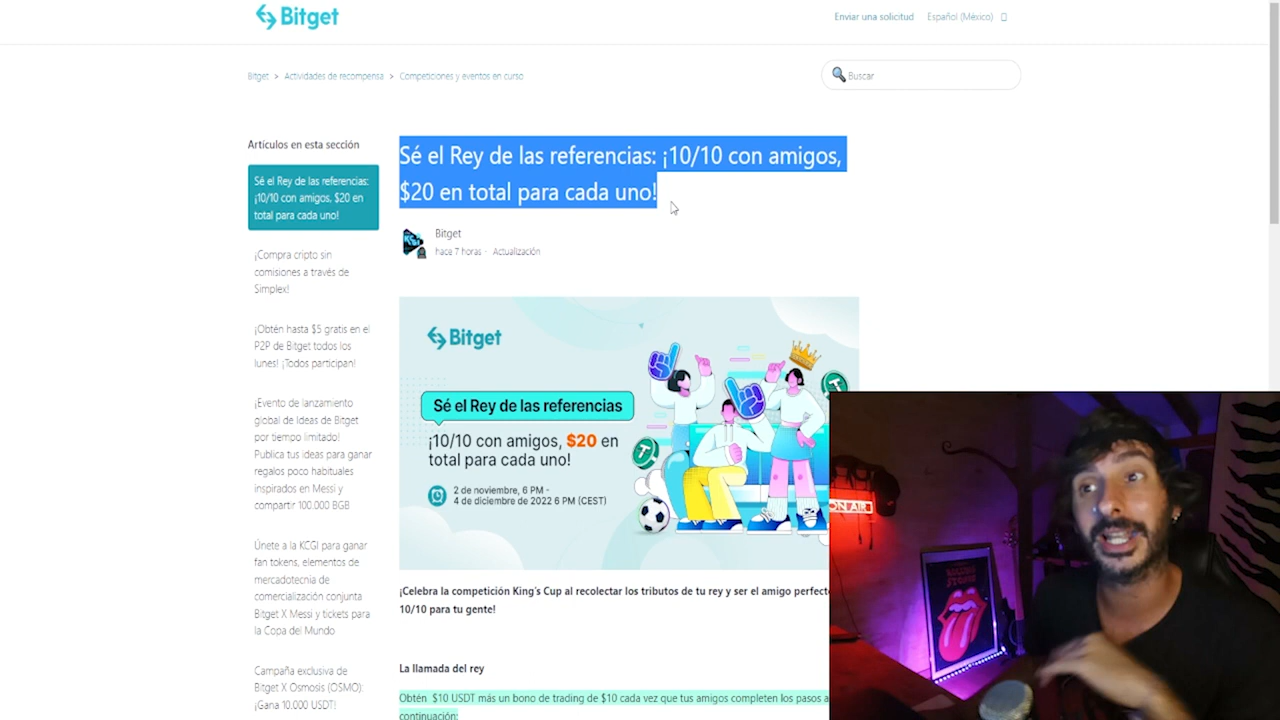 Bitget
Enviar una solicitud
Español (México)
Bitget > Actividades de recompensa > Competiciones y eventos en curso
Buscar
Artículos en esta sección
Sé el Rey de las referencias:
¡10/10 con amigos, $20 en
total para cada uno!
¡Compra cripto sin
comisiones a través de
Simplex!
¡Obtén hasta $5 gratis en el
P2P de Bitget todos los
lunes! ¡Todos participan!
¡Evento de lanzamiento
global de Ideas de Bitget
por tiempo limitado!
Publica tus ideas para ganar
regalos poco habituales
inspirados en Messi y
compartir 100.000 BGB
Únete a la KCGI para ganar
fan tokens, elementos de
mercadotecnia de
comercialización conjunta
Bitget X Messi y tickets para
la Copa del Mundo
Campaña exclusiva de
Bitget X Osmosis (OSMO):
¡Gana 10.000 USDT!
Sé el Rey de las referencias: ¡10/10 con amigos,
$20 en total para cada uno!
KCGI
Bitget
hace 7 horas · Actualización
Bitget
Sé el Rey de las referencias
¡10/10 con amigos, $20 en
total para cada uno!
2 de noviembre, 6 PM -
4 de diciembre de 2022 6 PM (CEST)
¡Celebra la competición King's Cup al recolectar los tributos de tu rey y ser el amigo
10/10 para tu gente!
La llamada del rey
Obtén $10 USDT más un bono de trading de $10 cada vez que tus amigos completen los pasos a
continuación:
ON AIR